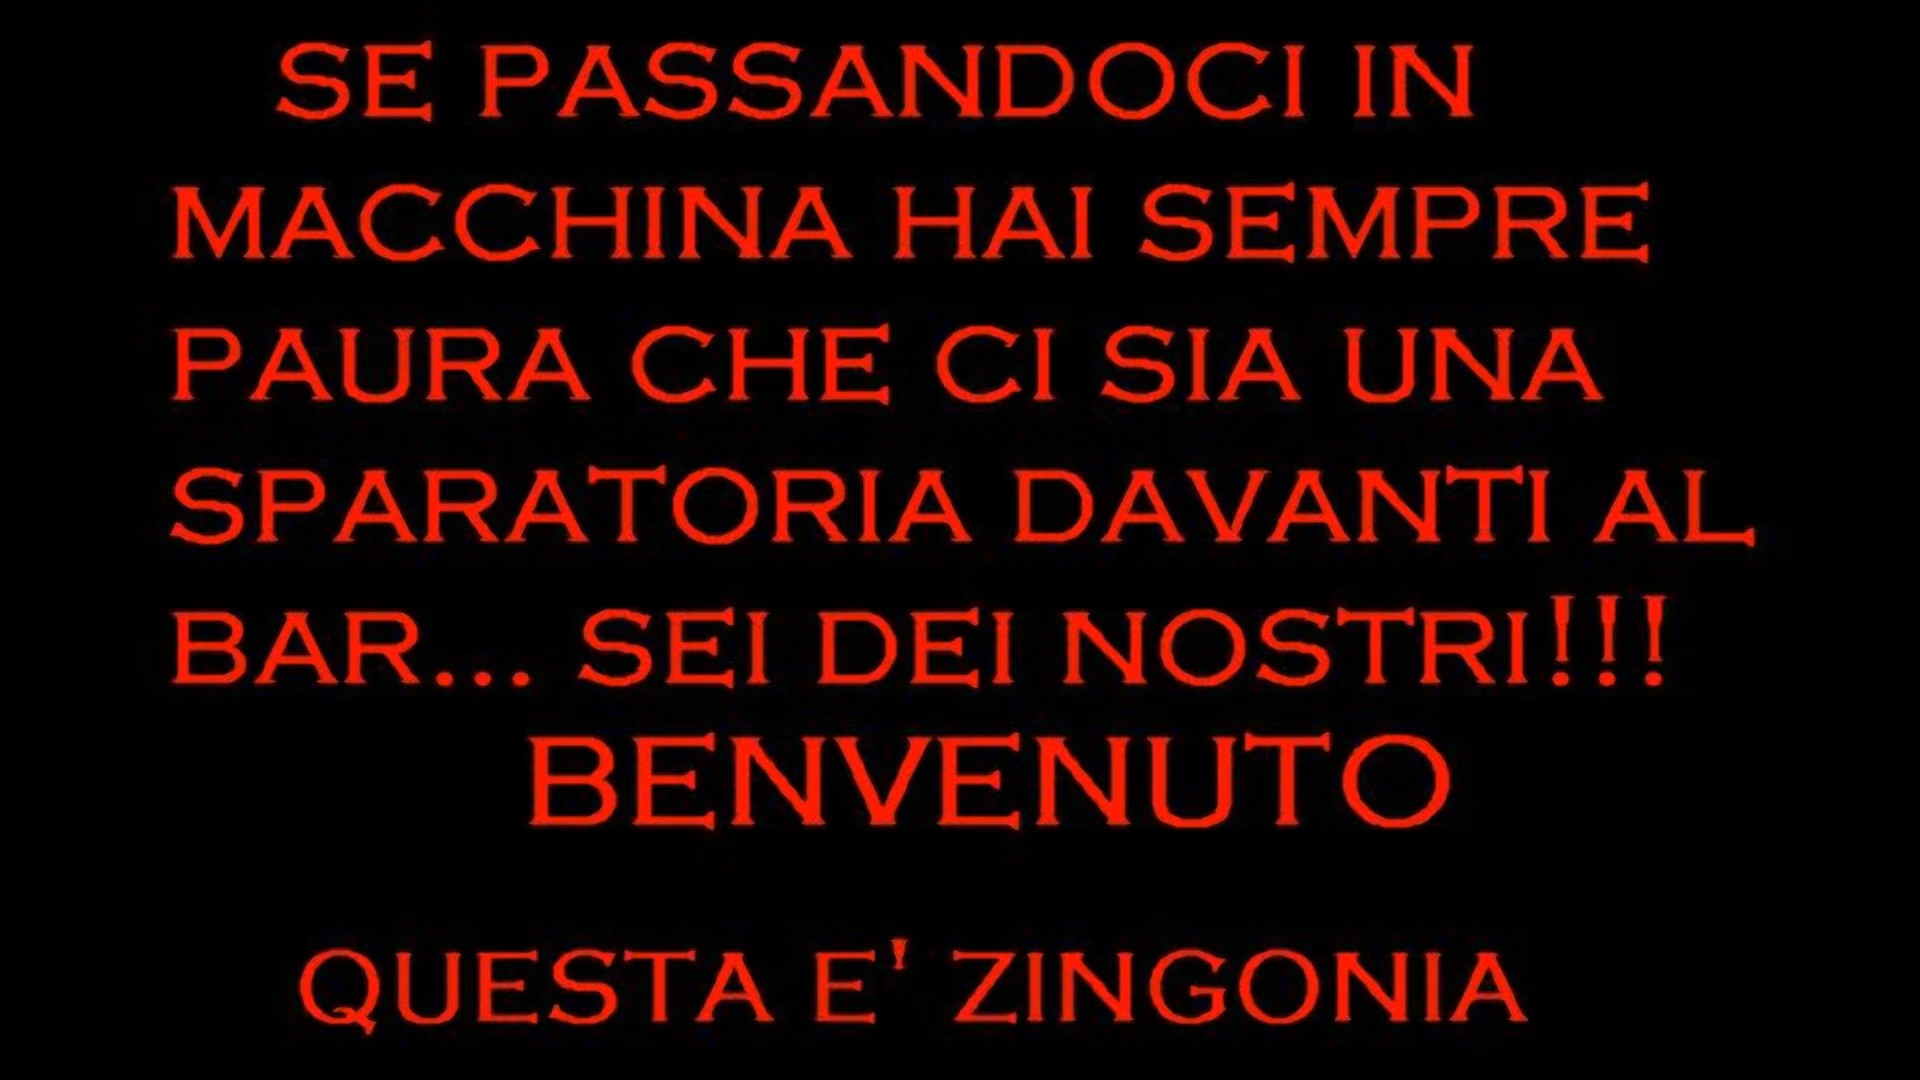 SE PASSANDOCI IN
MACCHINA HAI SEMPRE
PAURA CHE CI SIA UNA
SPARATORIA DAVANTI AL
BAR... SEI DEI NOSTRI!!!
BENVENUTO
QUESTA E' ZINGONIA